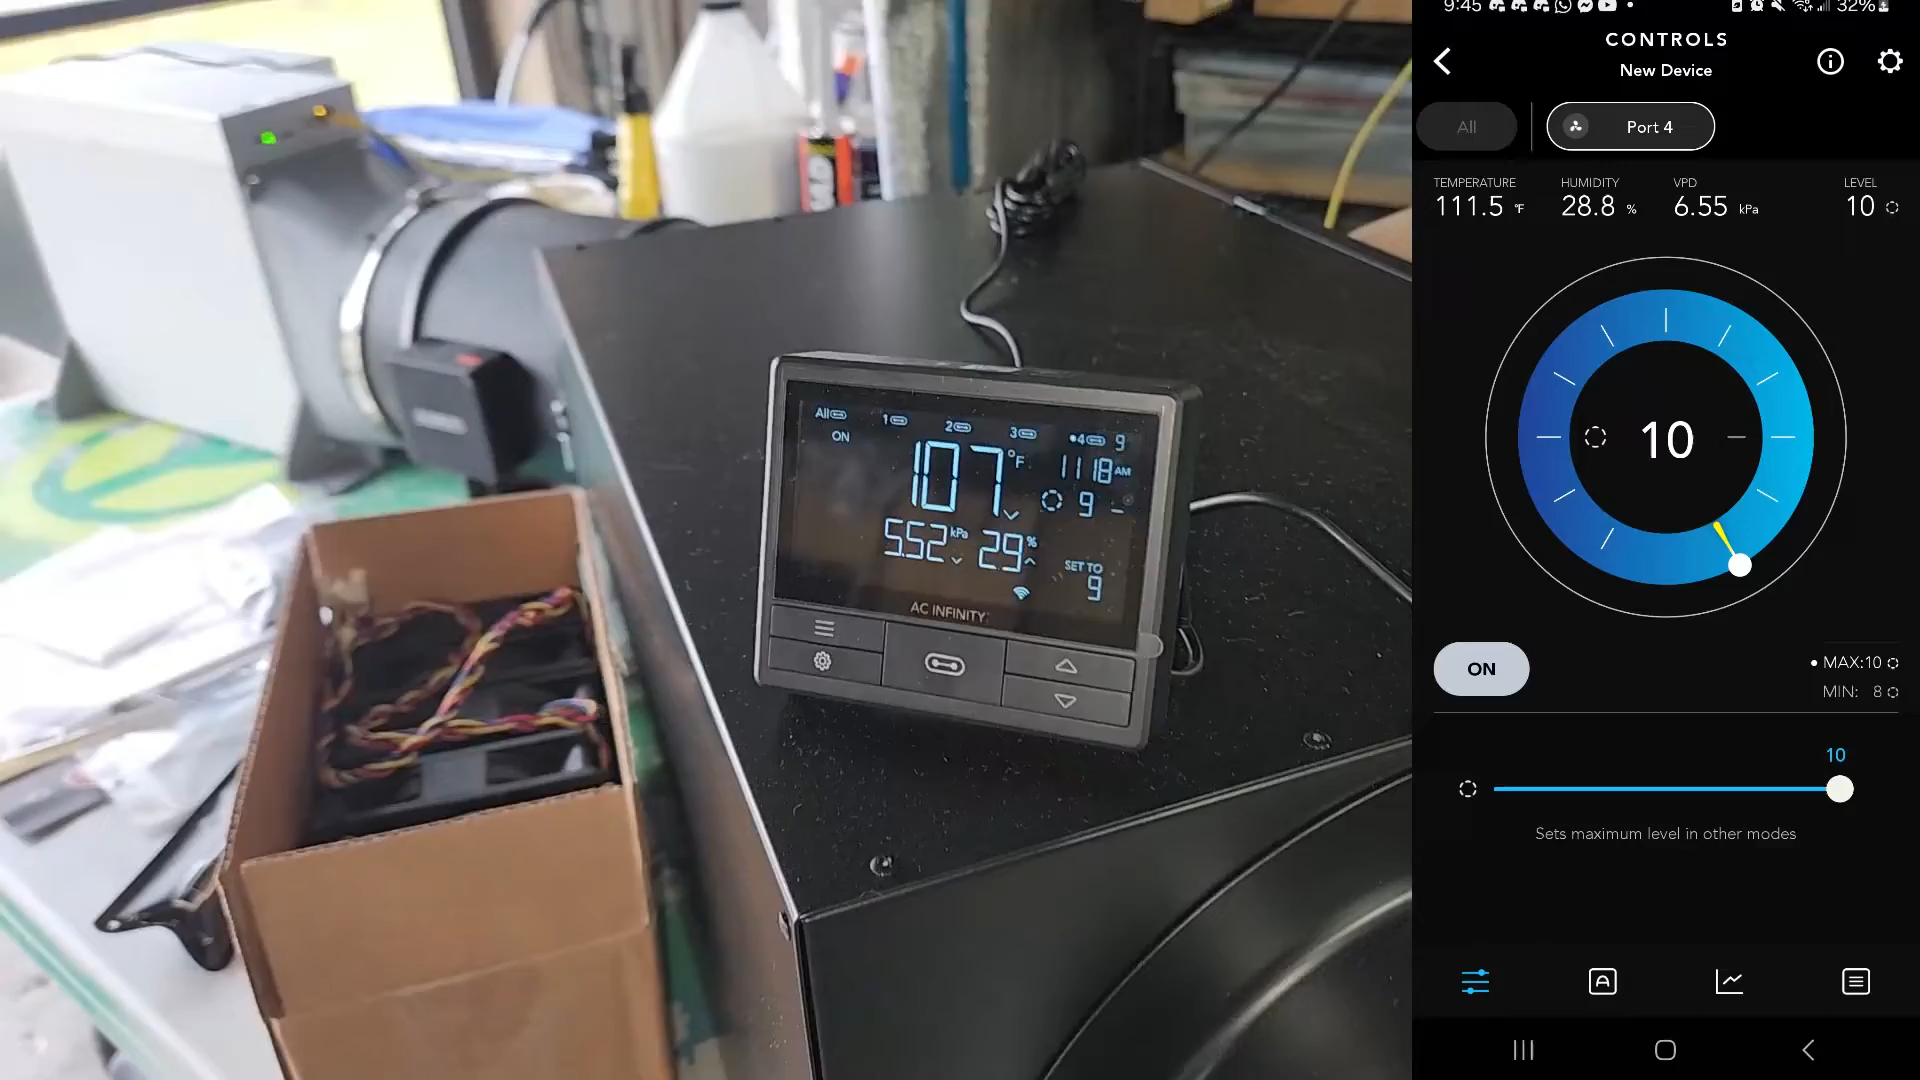 All
1
2
3
4 9
ON
107 °F
11 18 AM
9
5.52 kPa 29 %
SET TO
9
AC INFINITY
9:45
32%
CONTROLS
New Device
All
Port 4
TEMPERATURE HUMIDITY VPD LEVEL
111.5 °F 28.8 % 6.55 kPa 10
10
ON
MAX:10
MIN: 8
10
Sets maximum level in other modes